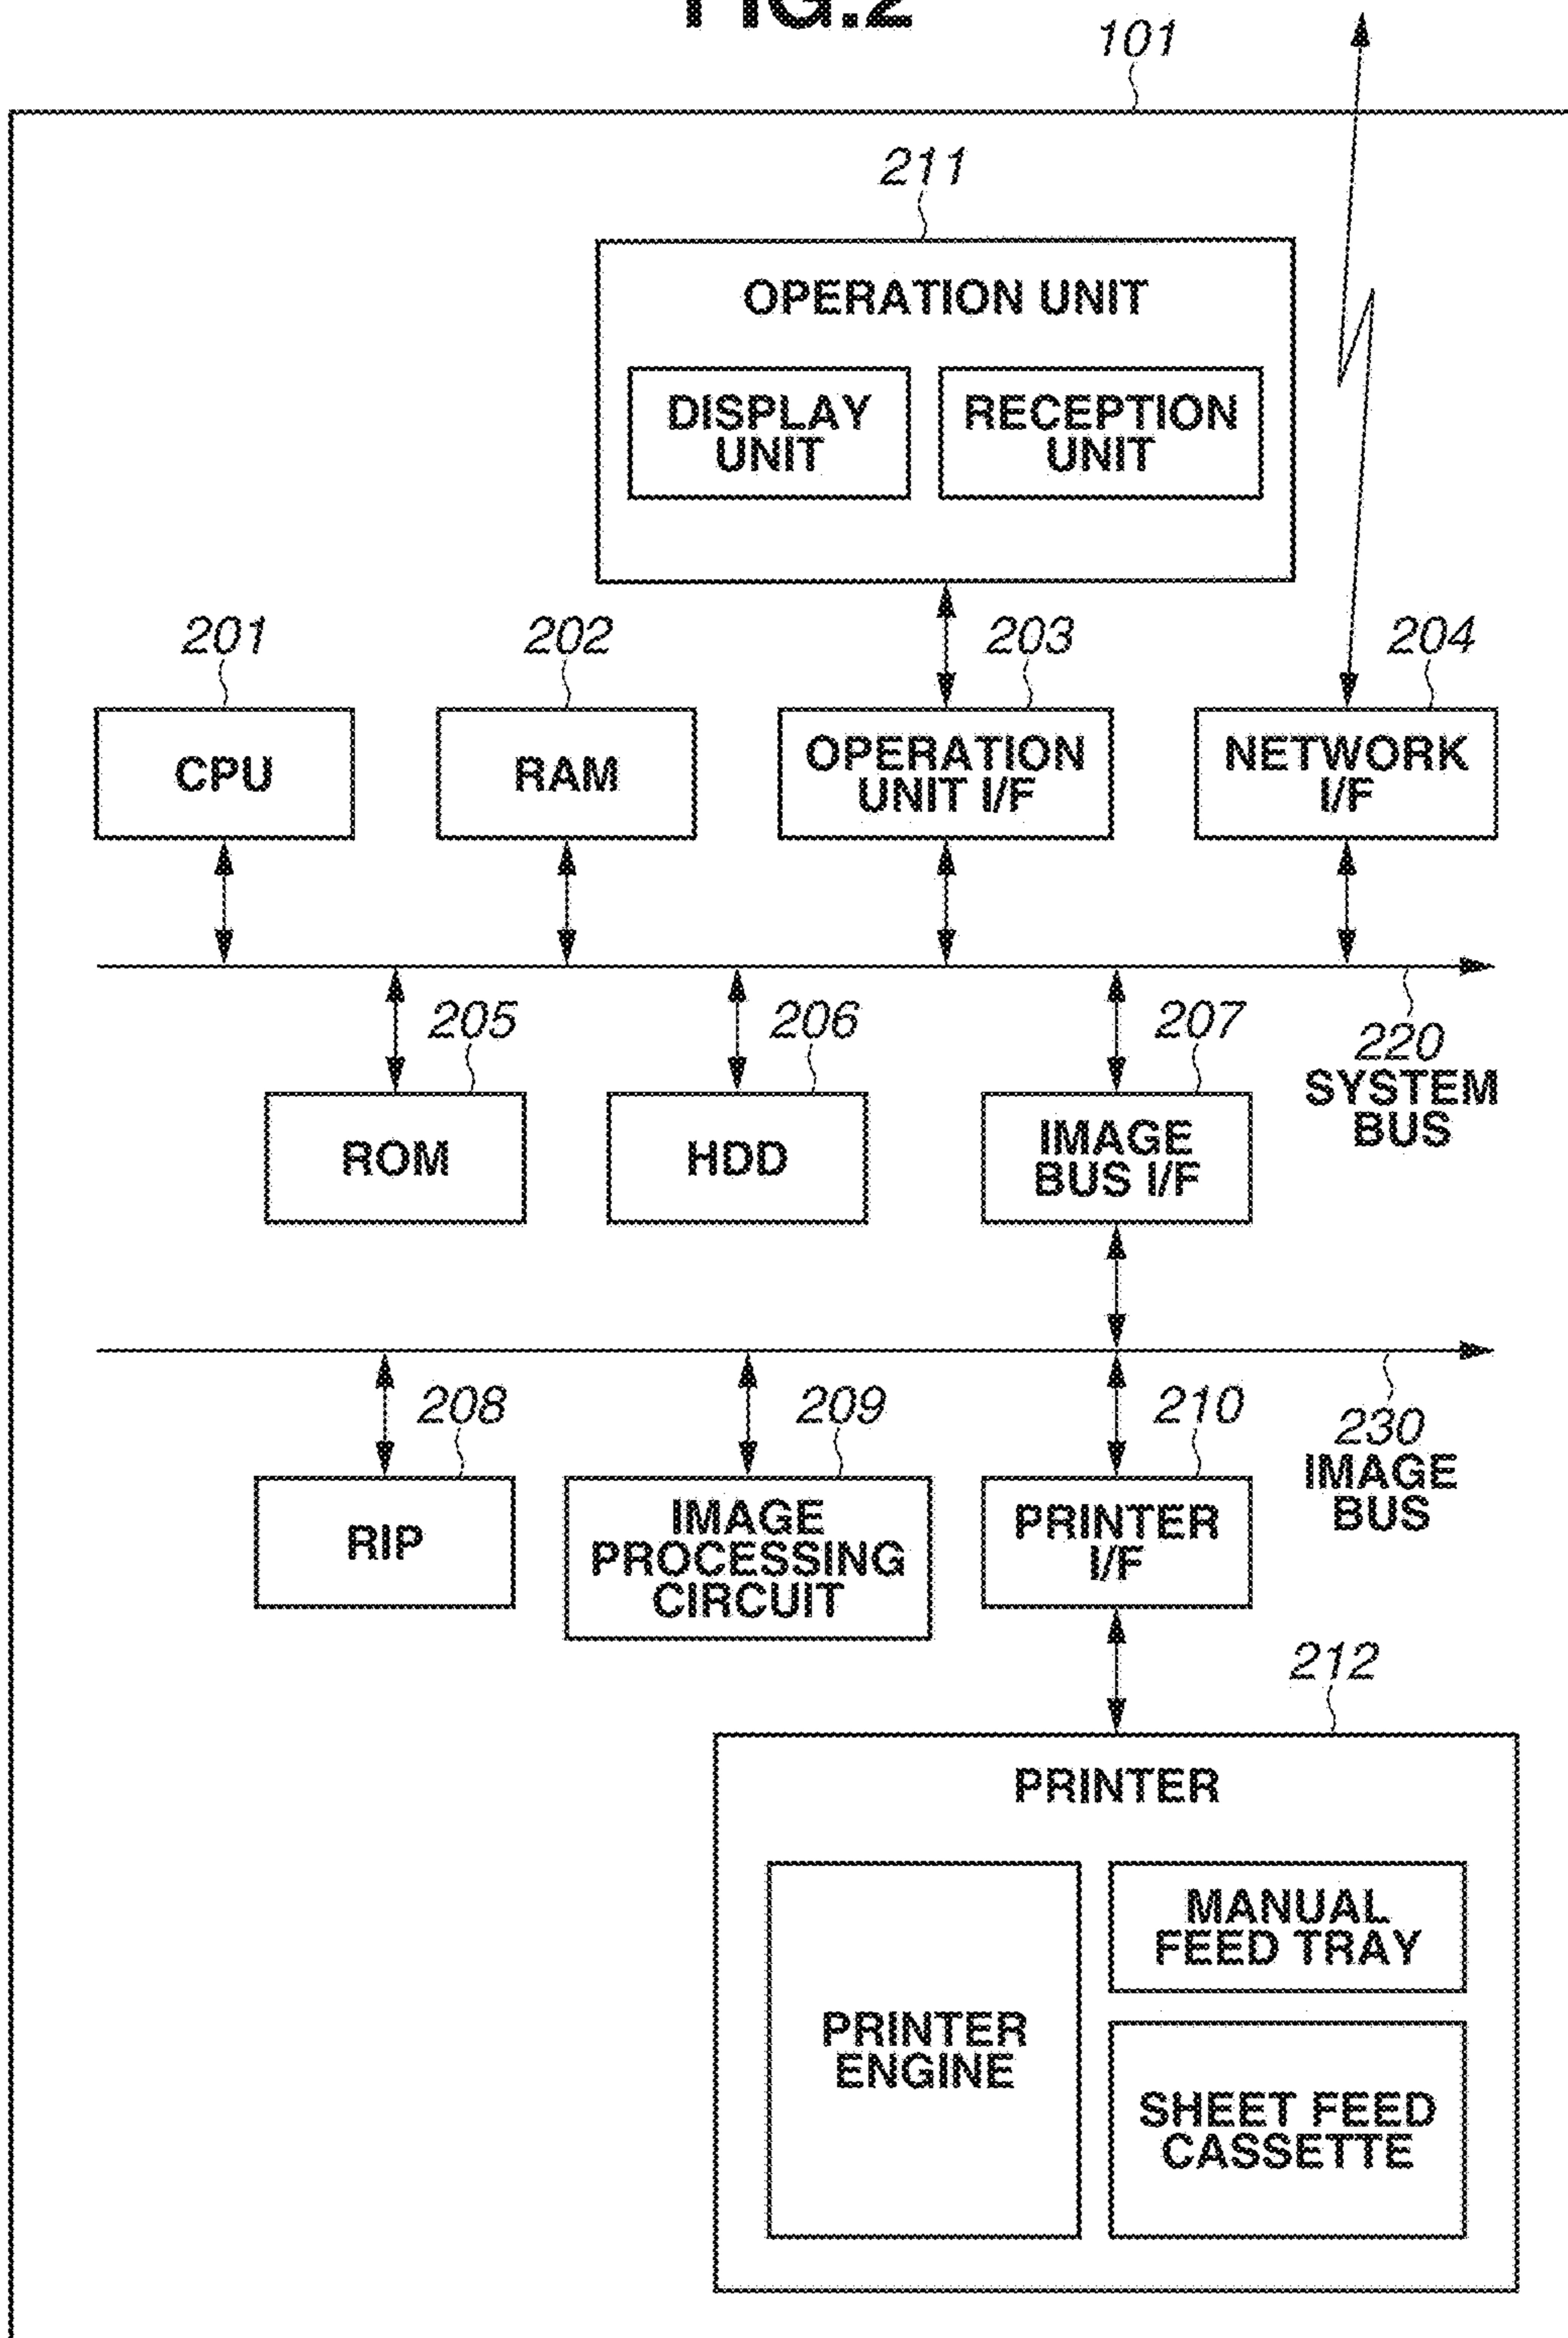 FIG.2
101
211
OPERATION UNIT
DISPLAY
UNIT
RECEPTION
UNIT
201
202
203
204
CPU
RAM
OPERATION
UNIT I/F
NETWORK
I/F
205
206
207
220
SYSTEM
BUS
ROM
HDD
IMAGE
BUS I/F
208
209
210
230
IMAGE
BUS
RIP
IMAGE
PROCESSING
CIRCUIT
PRINTER
I/F
212
PRINTER
PRINTER
ENGINE
MANUAL
FEED TRAY
SHEET FEED
CASSETTE